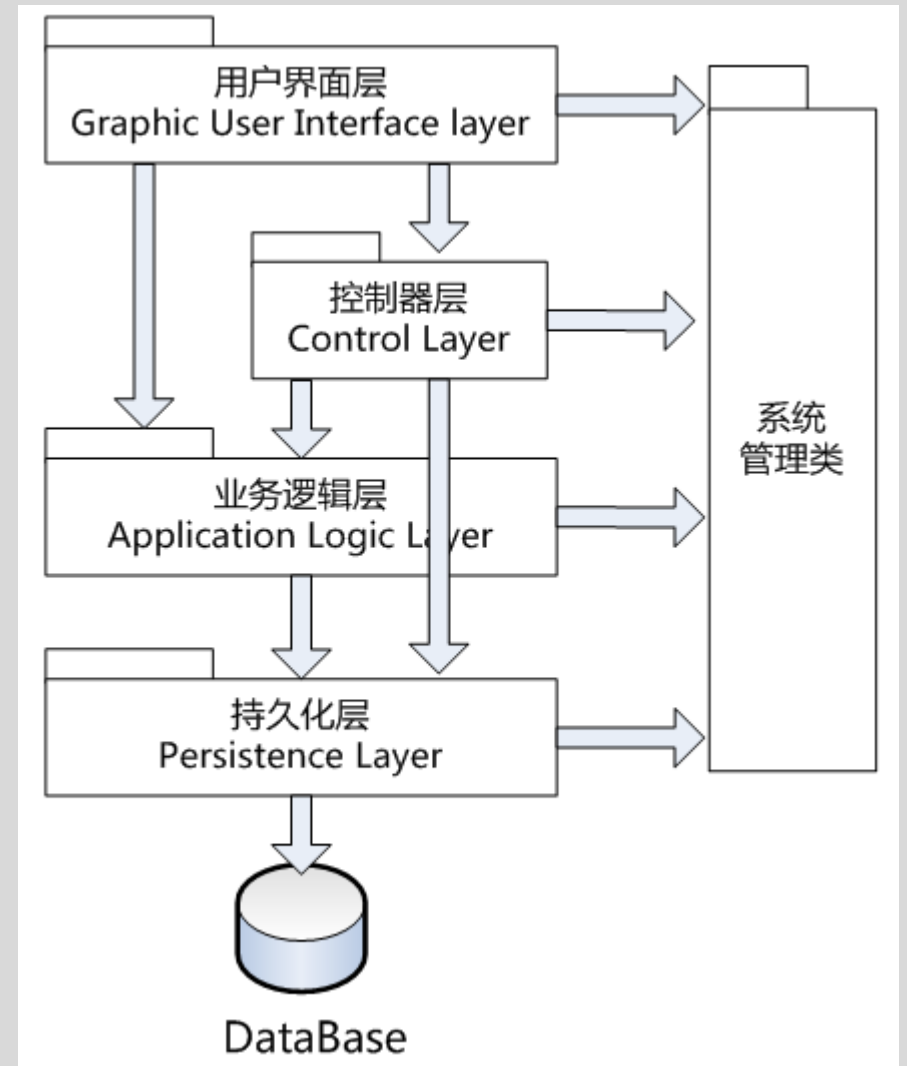 用户界面层
Graphic User Interface layer
控制器层
Control Layer
系统
管理类
业务逻辑层
Application Logic Layer
持久化层
Persistence Layer
DataBase